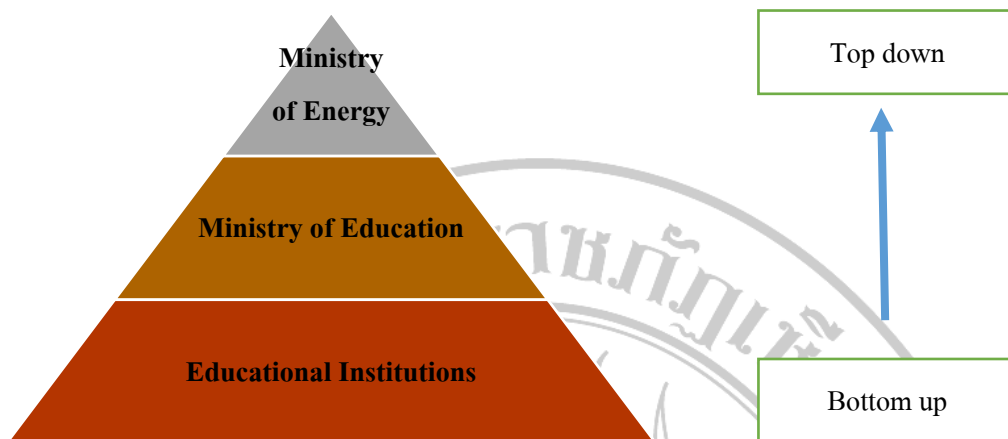 Ministry
of Energy
Top down
Ministry of Education
Educational Institutions
Bottom up